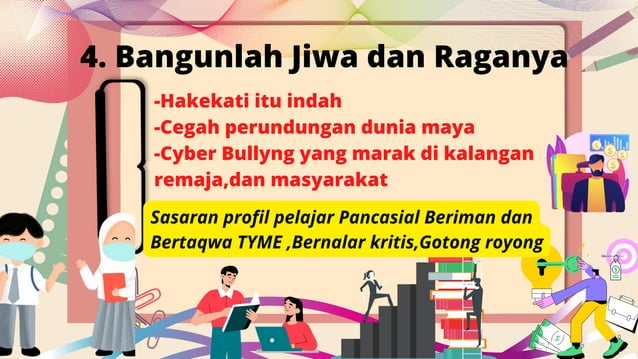 4. Bangunlah Jiwa dan Raganya
-Hakekati itu indah
-Cegah perundungan dunia maya
-Cyber Bullyng yang marak di kalangan
remaja,dan masyarakat
Sasaran profil pelajar Pancasial Beriman dan
Bertaqwa TYME ,Bernalar kritis,Gotong royong